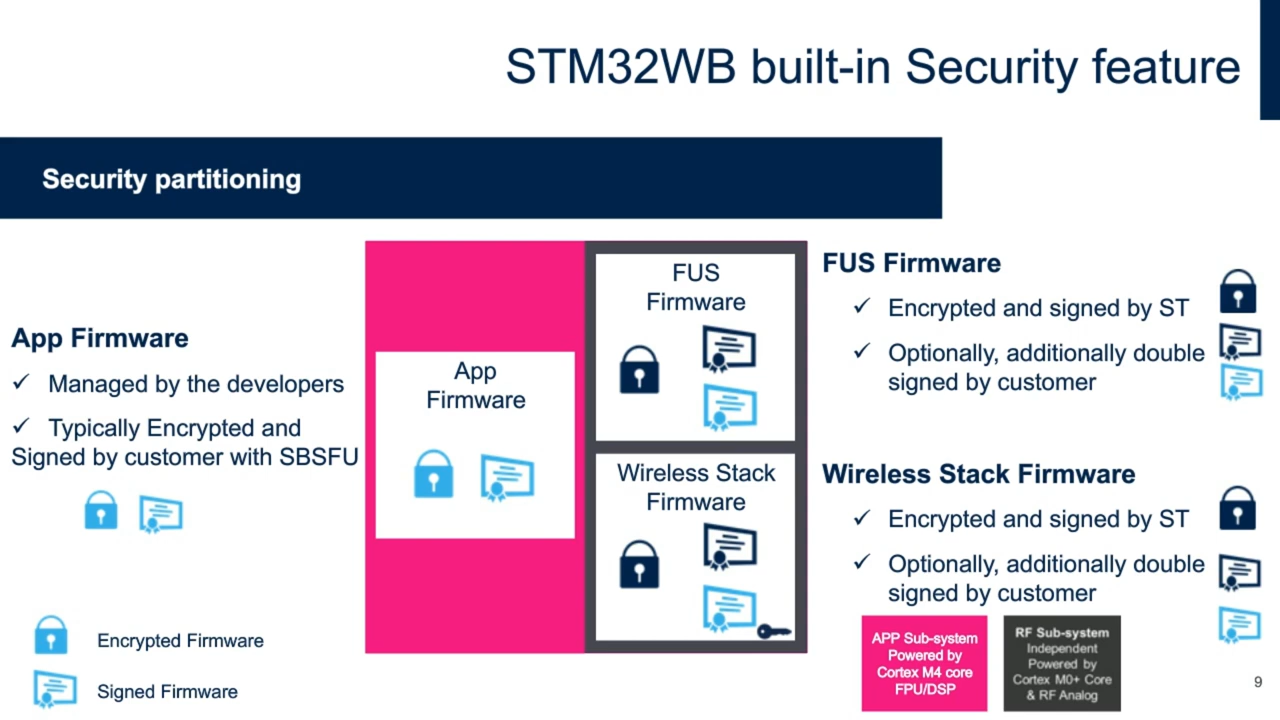 STM32WB built-in Security feature
Security partitioning
App Firmware
✓ Managed by the developers
✓ Typically Encrypted and
Signed by customer with SBSFU
Encrypted Firmware
Signed Firmware
App
Firmware
FUS
Firmware
Wireless Stack
Firmware
FUS Firmware
✓ Encrypted and signed by ST
✓ Optionally, additionally double
signed by customer
Wireless Stack Firmware
✓ Encrypted and signed by ST
✓ Optionally, additionally double
signed by customer
APP Sub-system
Powered by
Cortex M4 core
FPU/DSP
RF Sub-system
Independent
Powered by
Cortex M0+ Core
& RF Analog
9